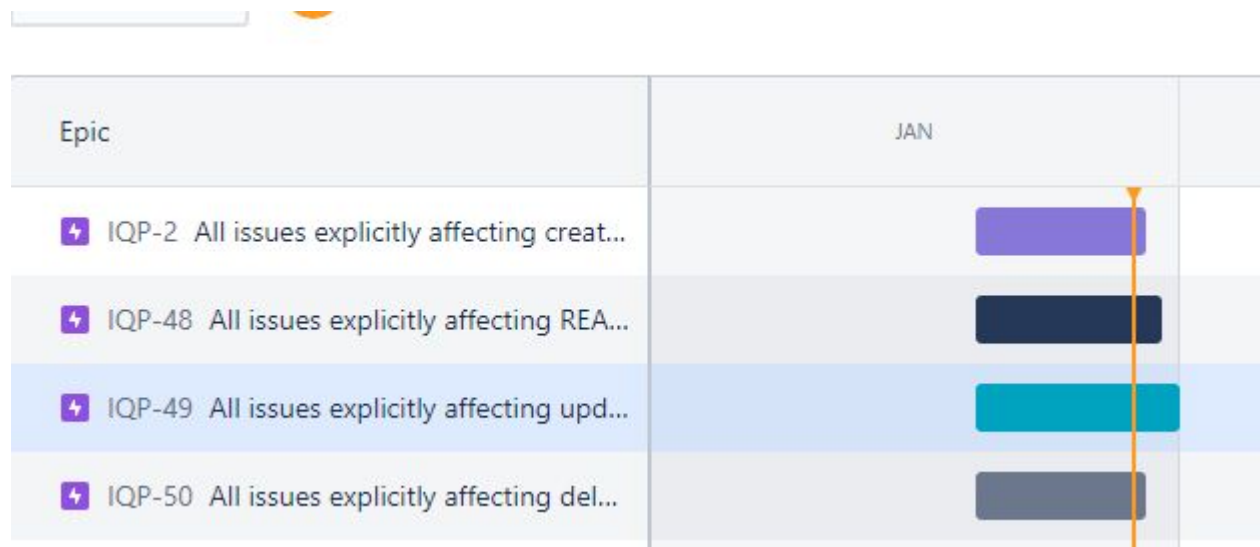 Epic
JAN
IQP-2 All issues explicitly affecting creat...
IQP-48 All issues explicitly affecting REA...
IQP-49 All issues explicitly affecting upd...
IQP-50 All issues explicitly affecting del...